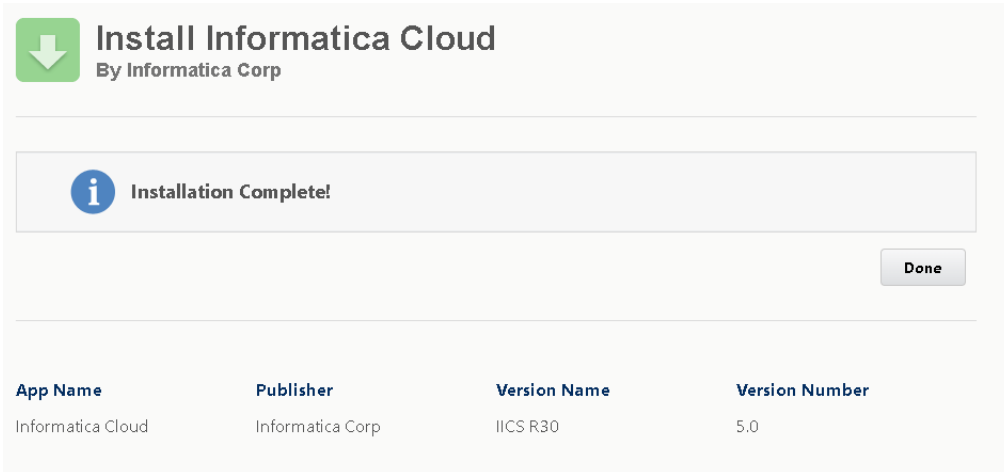 Install Informatica Cloud
By Informatica Corp
Installation Complete!
Done
App Name Publisher Version Name Version Number
Informatica Cloud Informatica Corp IICS R30 5.0